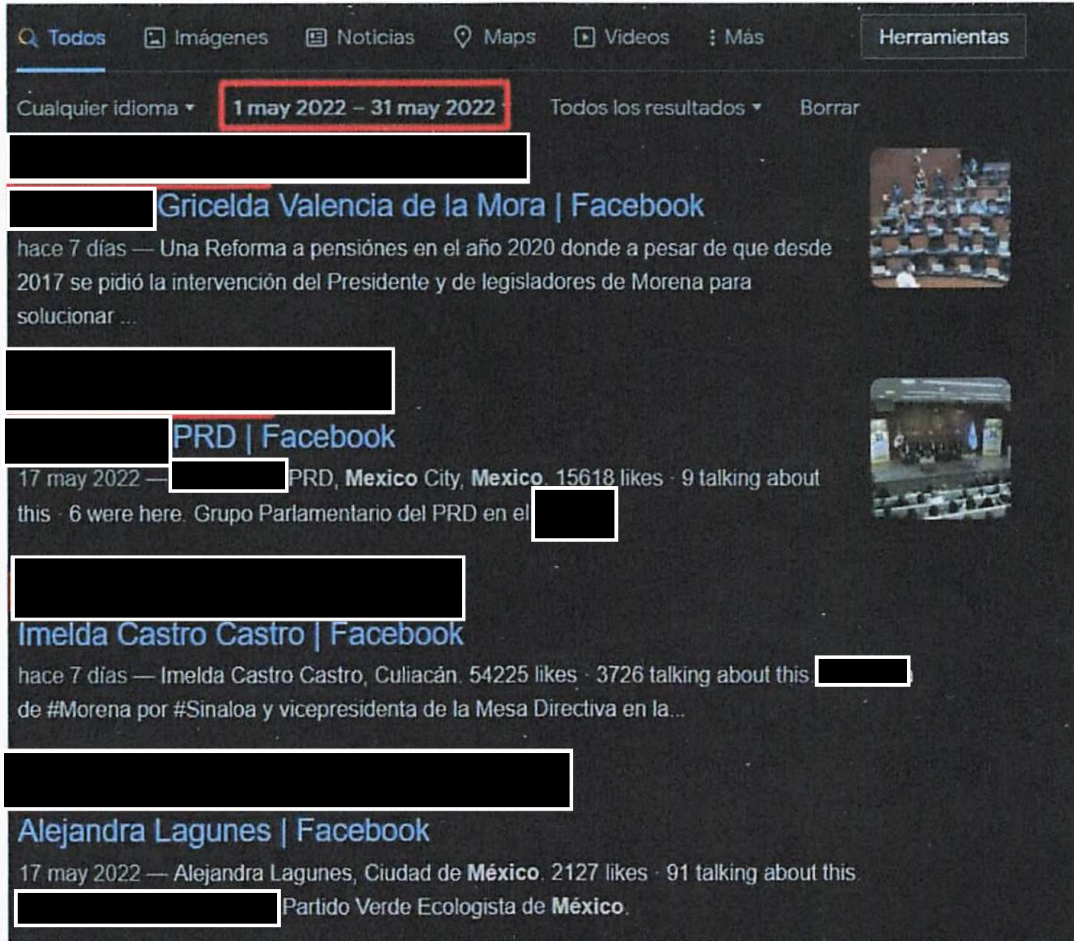 Todos Imágenes Noticias Maps Videos Más Herramientas
Cualquier idioma 1 may 2022 – 31 may 2022 Todos los resultados Borrar
Gricelda Valencia de la Mora | Facebook
hace 7 días — Una Reforma a pensiónes en el año 2020 donde a pesar de que desde
2017 se pidió la intervención del Presidente y de legisladores de Morena para
solucionar ...
PRD | Facebook
17 may 2022 — PRD, Mexico City, Mexico. 15618 likes · 9 talking about
this · 6 were here. Grupo Parlamentario del PRD en el
Imelda Castro Castro | Facebook
hace 7 días — Imelda Castro Castro, Culiacán. 54225 likes · 3726 talking about this
de #Morena por #Sinaloa y vicepresidenta de la Mesa Directiva en la...
Alejandra Lagunes | Facebook
17 may 2022 — Alejandra Lagunes, Ciudad de México. 2127 likes · 91 talking about this.
Partido Verde Ecologista de México.